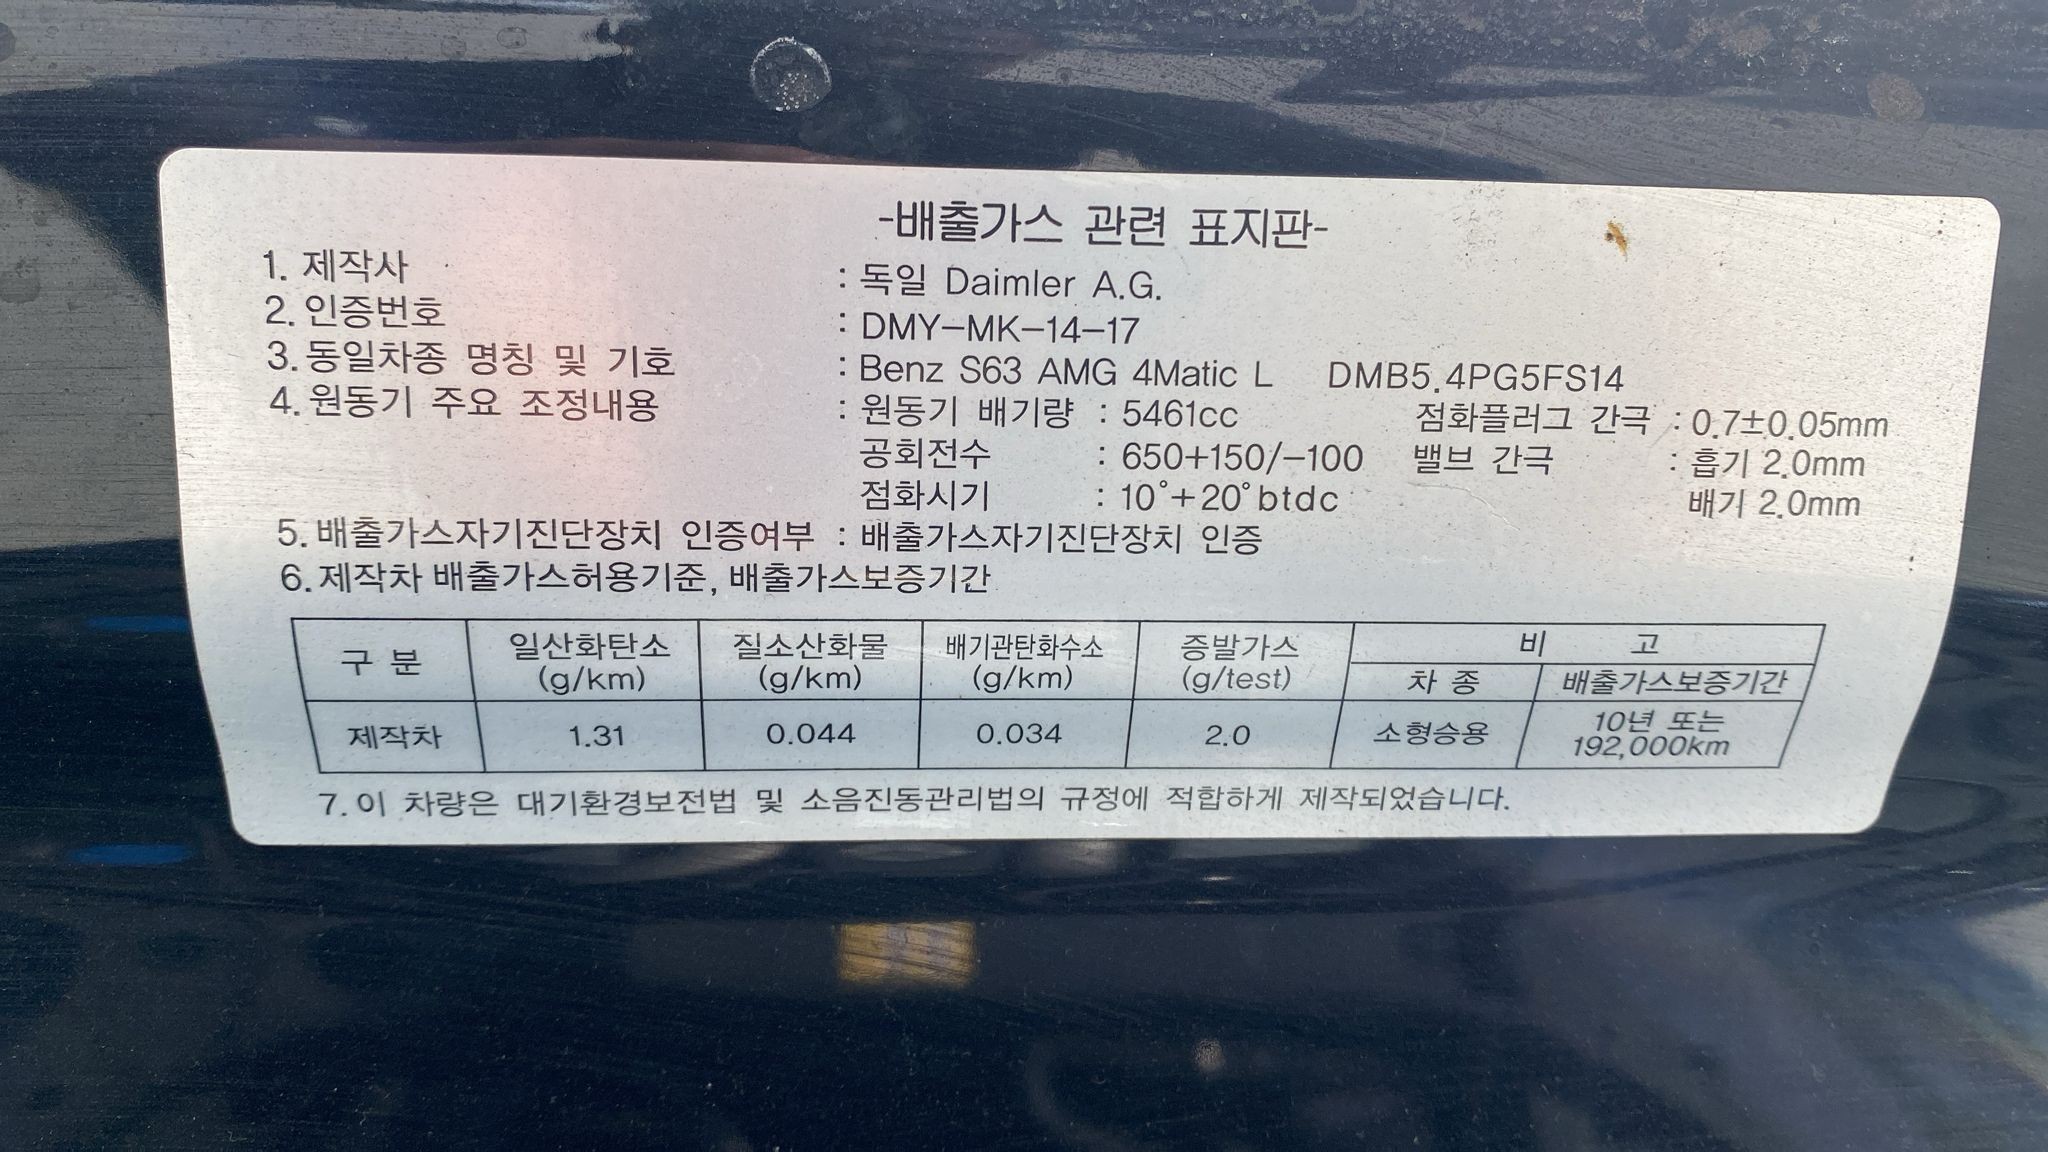 -배출가스 관련 표지판-
1. 제작사 : 독일 Daimler A.G.
2. 인증번호 : DMY-MK-14-17
3. 동일차종 명칭 및 기호 : Benz S63 AMG 4Matic L DMB5.4PG5FS14
4. 원동기 주요 조정내용 : 원동기 배기량 : 5461cc 점화플러그 간극 : 0.7±0.05mm
공회전수 : 650+150/-100 밸브 간극 : 흡기 2.0mm
점화시기 : 10°+20°btdc 배기 2.0mm
5. 배출가스자기진단장치 인증여부 : 배출가스자기진단장치 인증
6. 제작차 배출가스허용기준, 배출가스보증기간
구 분 일산화탄소 (g/km) 질소산화물 (g/km) 배기관탄화수소 (g/km) 증발가스 (g/test) 비 고
차 종 배출가스보증기간
제작차 1.31 0.044 0.034 2.0 소형승용 10년 또는 192,000km
7. 이 차량은 대기환경보전법 및 소음진동관리법의 규정에 적합하게 제작되었습니다.